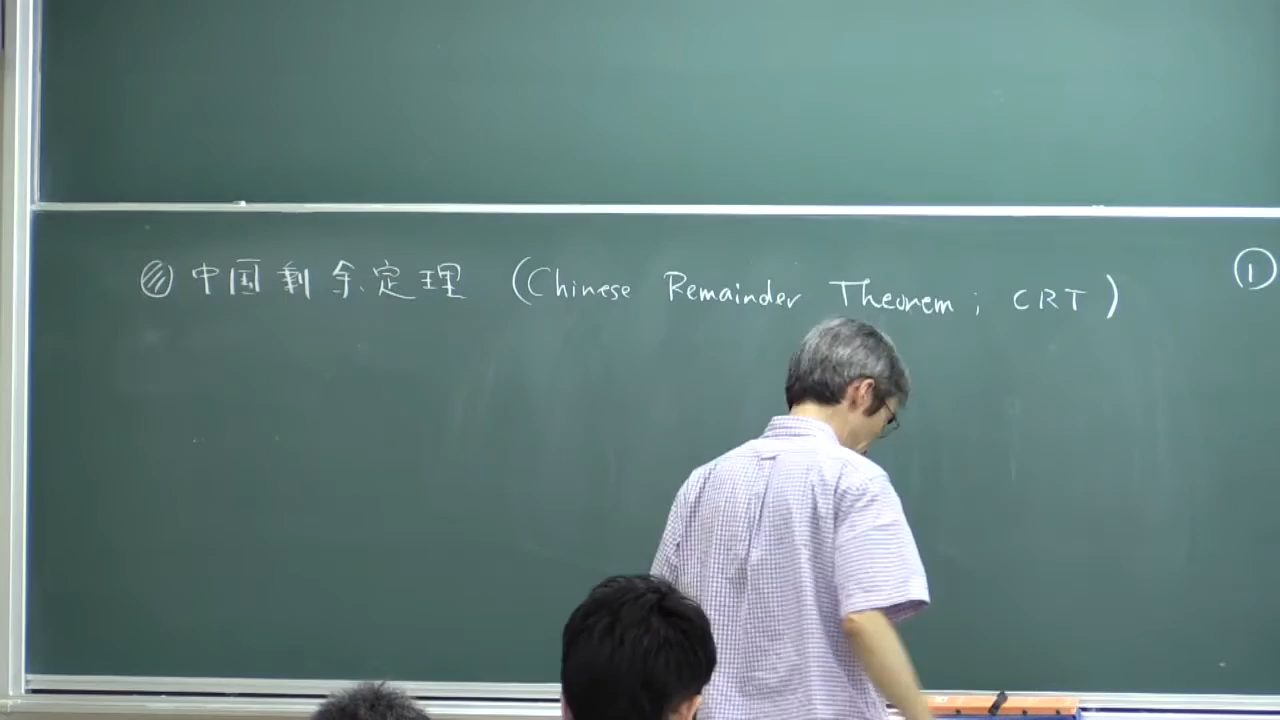 中国剰余定理 (Chinese Remainder Theorem ; CRT)
①